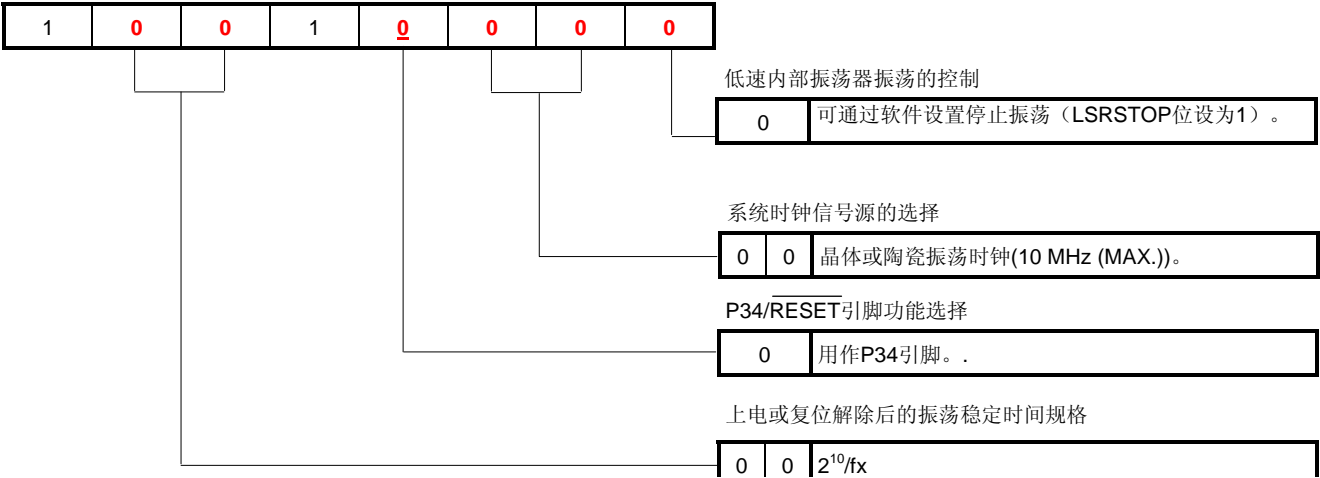 1 0 0 1 0 0 0 0
低速内部振荡器振荡的控制
0 可通过软件设置停止振荡（LSRSTOP位设为1）。
系统时钟信号源的选择
0 0 晶体或陶瓷振荡时钟(10 MHz (MAX.))。
P34/RESET引脚功能选择
0 用作P34引脚。.
上电或复位解除后的振荡稳定时间规格
0 0 2¹⁰/fx